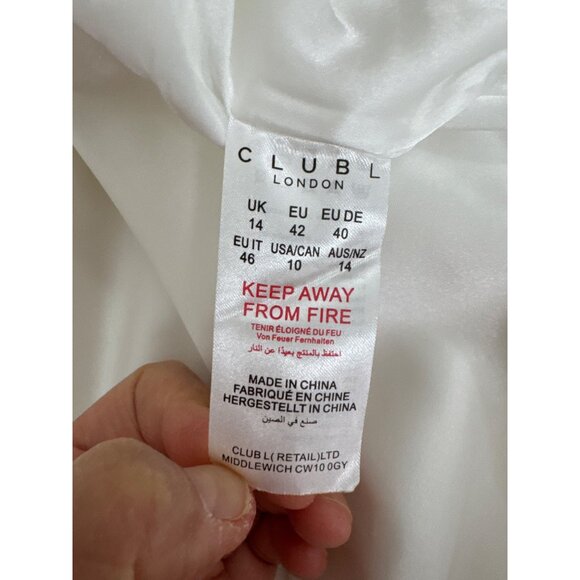 CLUB L
LONDON
UK EU EU DE
14 42 40
EU IT USA/CAN AUS/NZ
46 10 14
KEEP AWAY
FROM FIRE
TENIR ÉLOIGNÉ DU FEU
Von Feuer Fernhalten
احتفظ بالمنتج بعيدًا عن النار
MADE IN CHINA
FABRIQUÉ EN CHINE
HERGESTELLT IN CHINA
صنع في الصين
CLUB L( RETAIL)LTD
MIDDLEWICH CW10 0GY